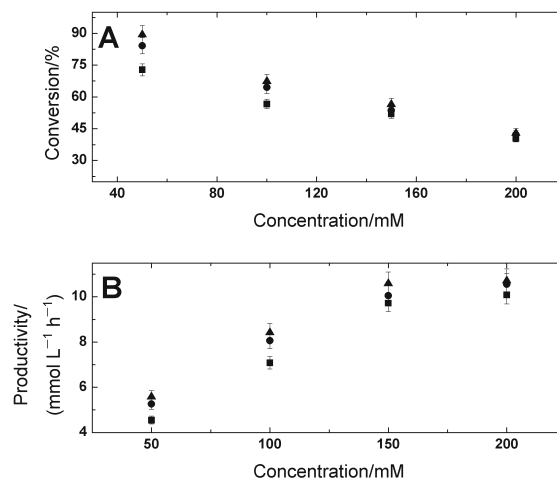 A
Conversion/%
90
75
60
45
30
40
80
120
160
200
Concentration/mM
B
Productivity/
(mmol L⁻¹ h⁻¹)
10
8
6
4
50
100
150
200
Concentration/mM